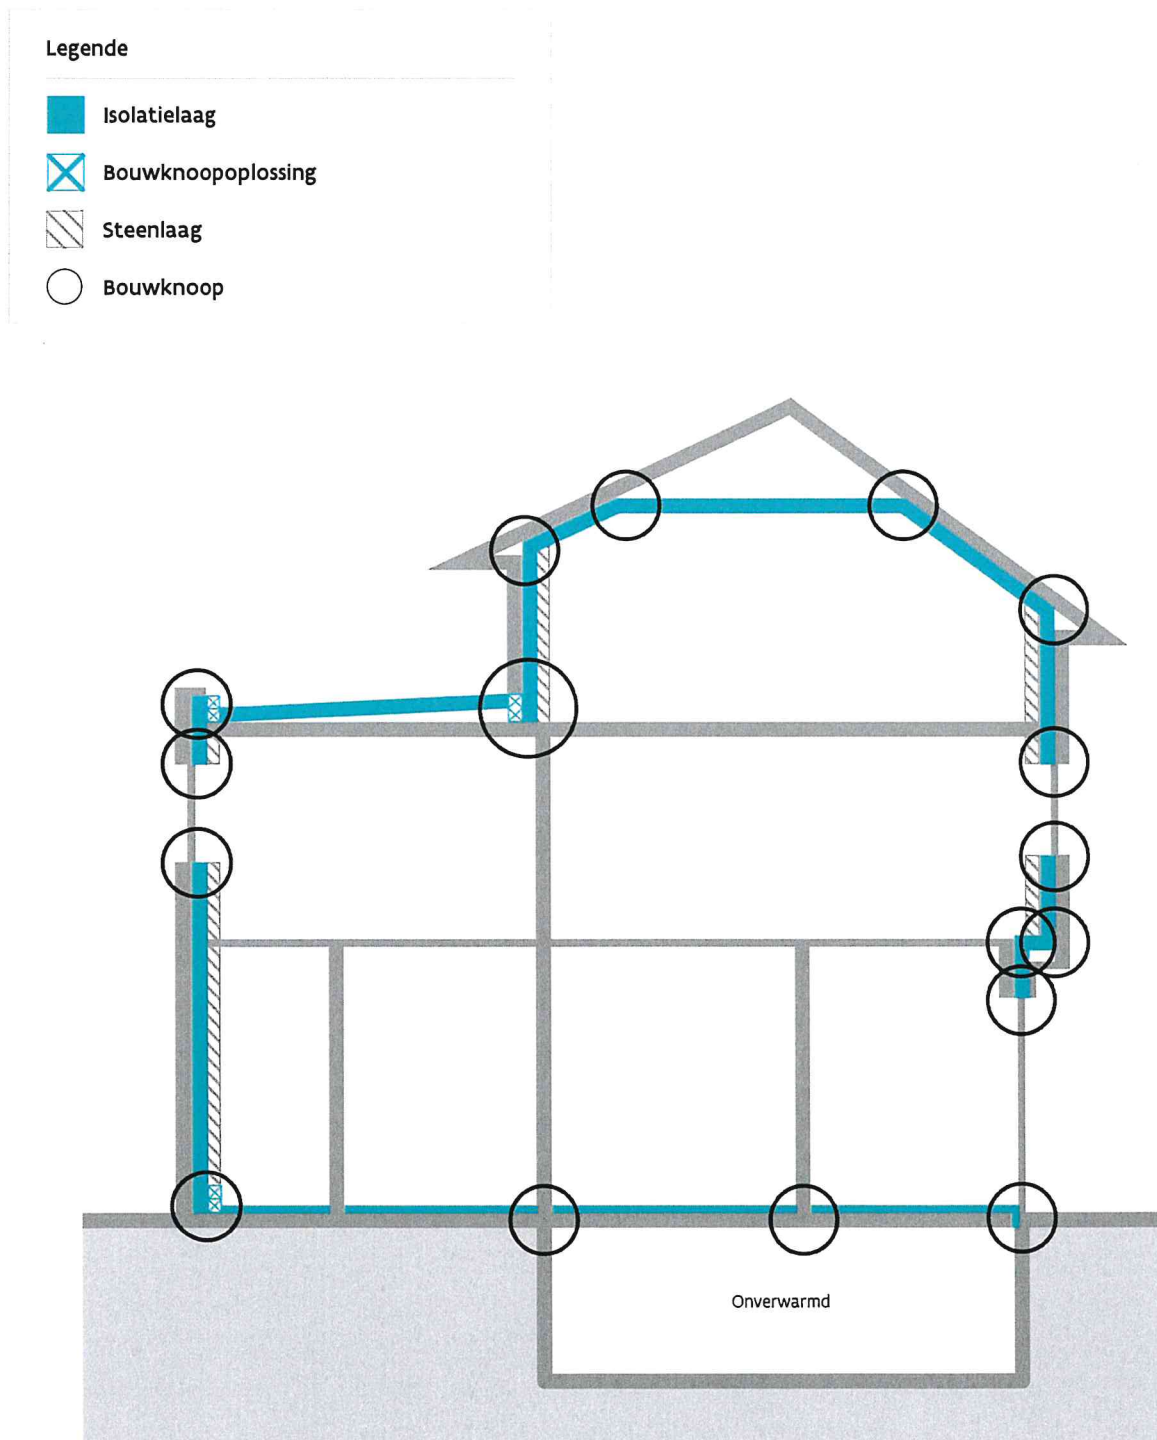 Legende
Isolatielaag
Bouwknoopoplossing
Steenlaag
Bouwknoop
Onverwarmd